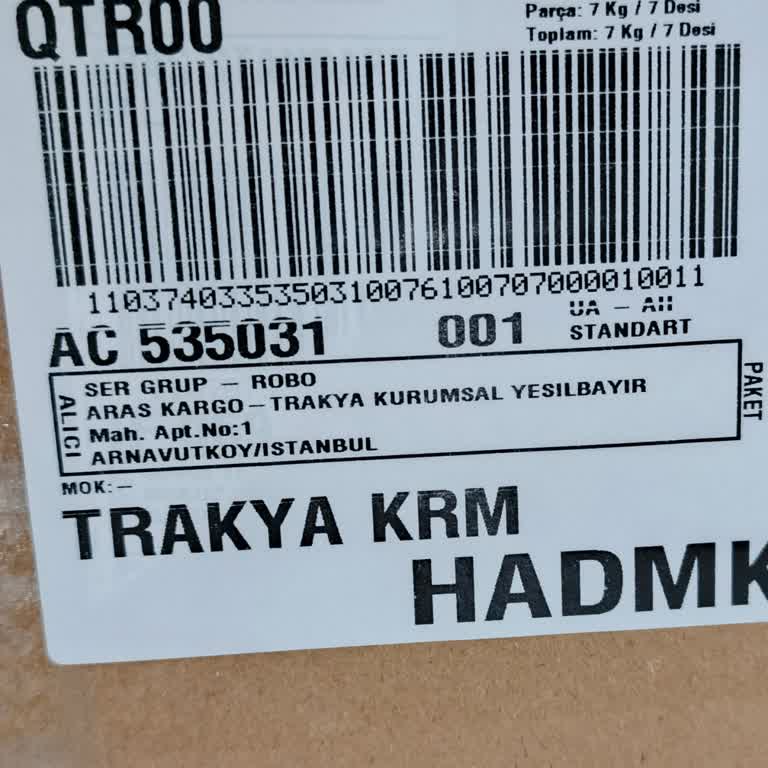 QTR00
Parça: 7 Kg / 7 Desi
Toplam: 7 Kg / 7 Desi
1103740335350310076100707000010011
AC 535031
001
UA – AH
STANDART
ALICI
SER GRUP – ROBO
ARAS KARGO–TRAKYA KURUMSAL YESILBAYIR
Mah. Apt.No:1
ARNAVUTKOY/ISTANBUL
PAKET
MOK:–
TRAKYA KRM
HADMK